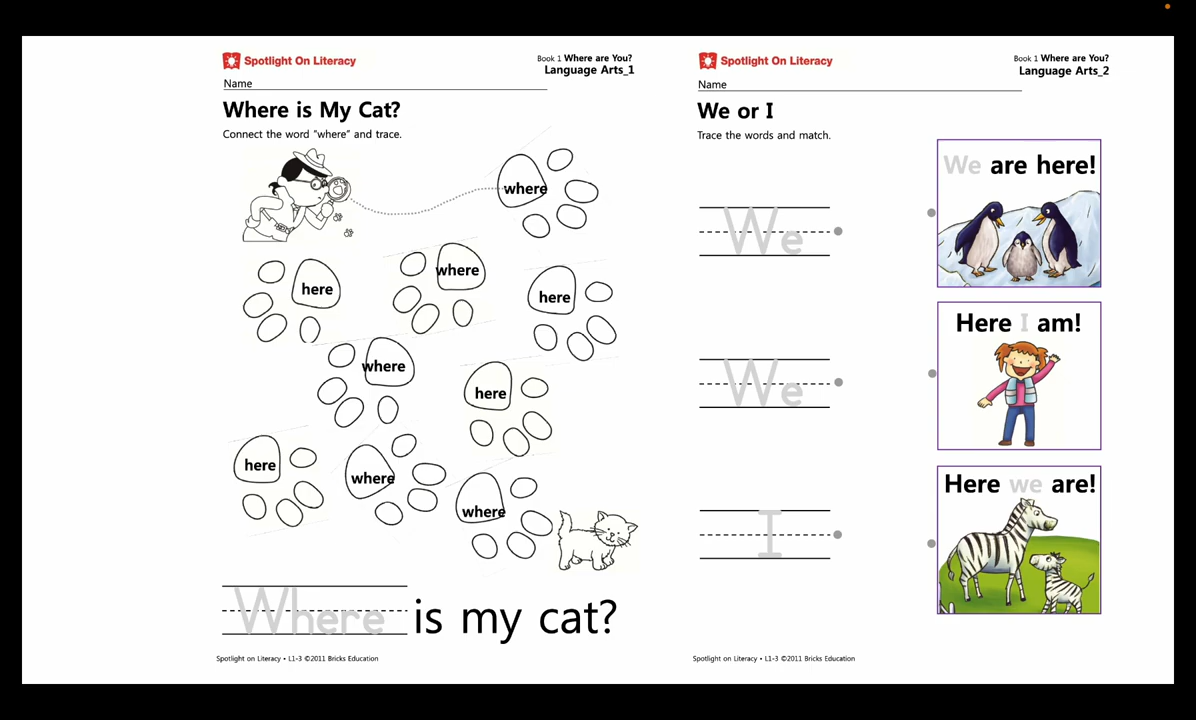 Spotlight On Literacy
Book 1 Where are You?
Language Arts_1
Name
Where is My Cat?
Connect the word "where" and trace.
where
here
where
here
where
here
here
where
where
Where is my cat?
Spotlight on Literacy • L1-3 ©2011 Bricks Education
Spotlight On Literacy
Book 1 Where are You?
Language Arts_2
Name
We or I
Trace the words and match.
We
We
I
We are here!
Here I am!
Here we are!
Spotlight on Literacy • L1-3 ©2011 Bricks Education